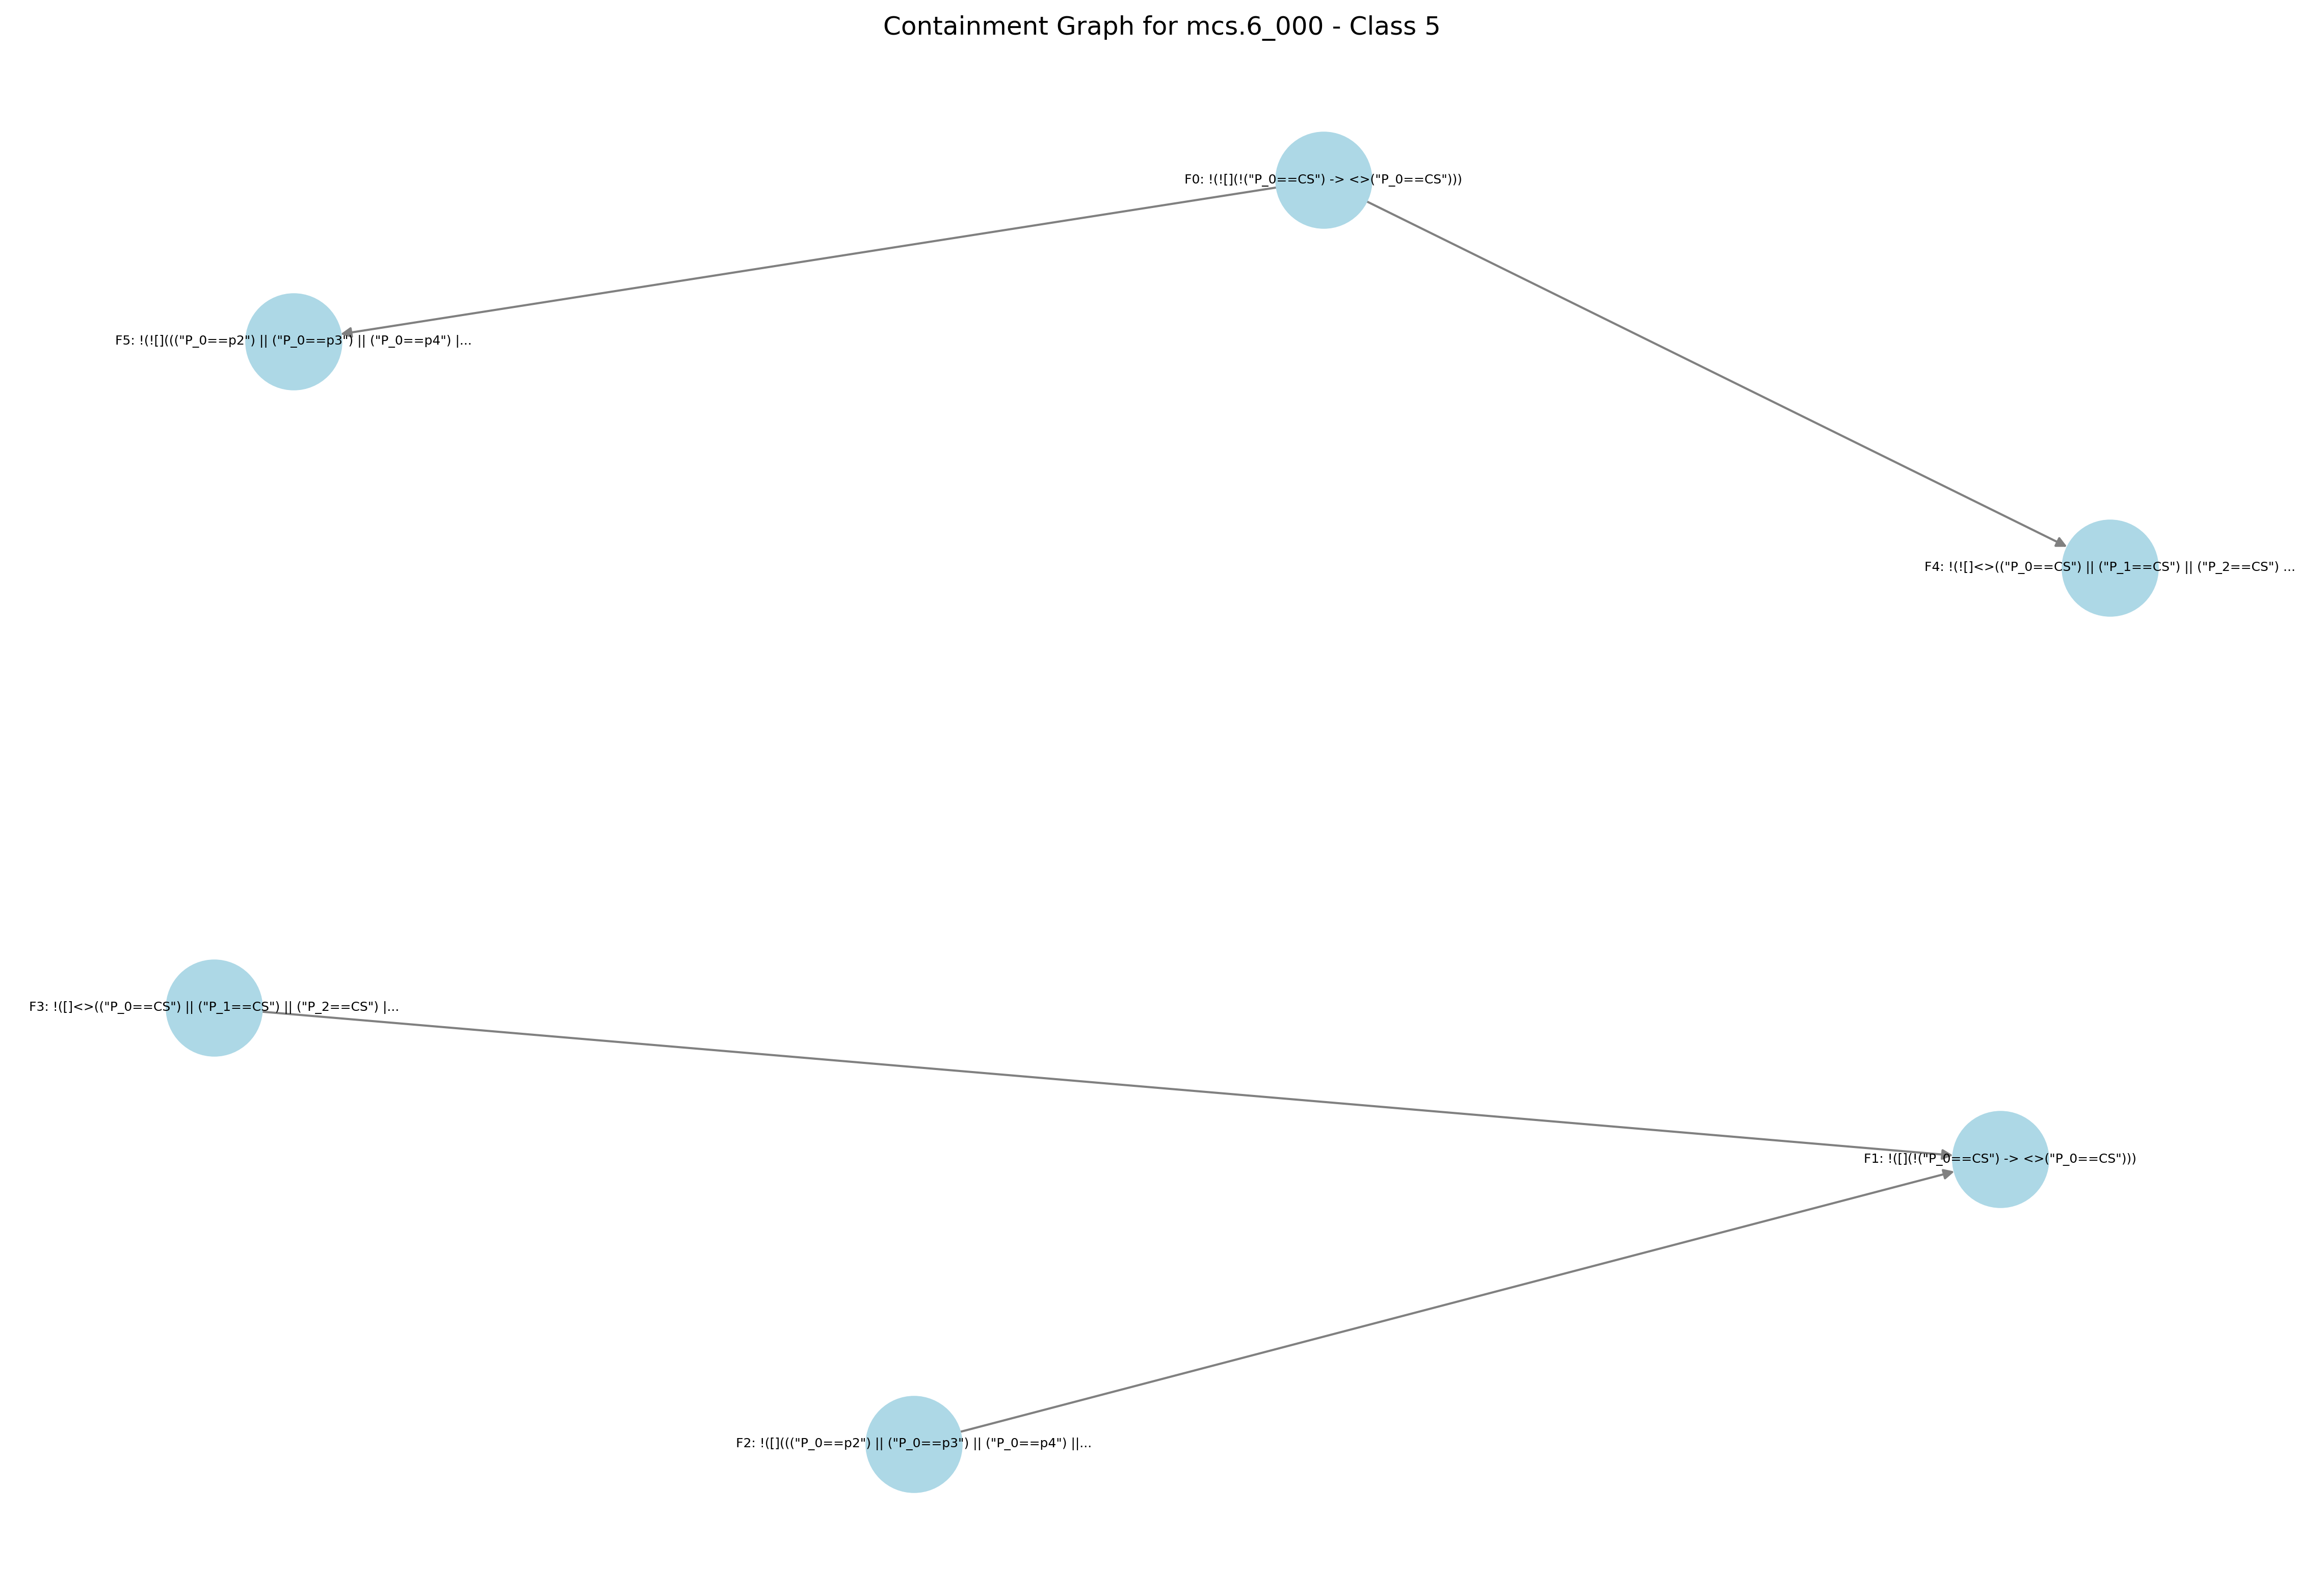 Containment Graph for mcs.6_000 - Class 5
F0: !(![](!("P_0==CS") -> <>("P_0==CS")))
F5: !(![]((("P_0==p2") || ("P_0==p3") || ("P_0==p4") |...
F4: !(![]<>(("P_0==CS") || ("P_1==CS") || ("P_2==CS") ...
F3: !([]<>(("P_0==CS") || ("P_1==CS") || ("P_2==CS") |...
F1: !([](!("P_0==CS") -> <>("P_0==CS")))
F2: !([]((("P_0==p2") || ("P_0==p3") || ("P_0==p4") ||...